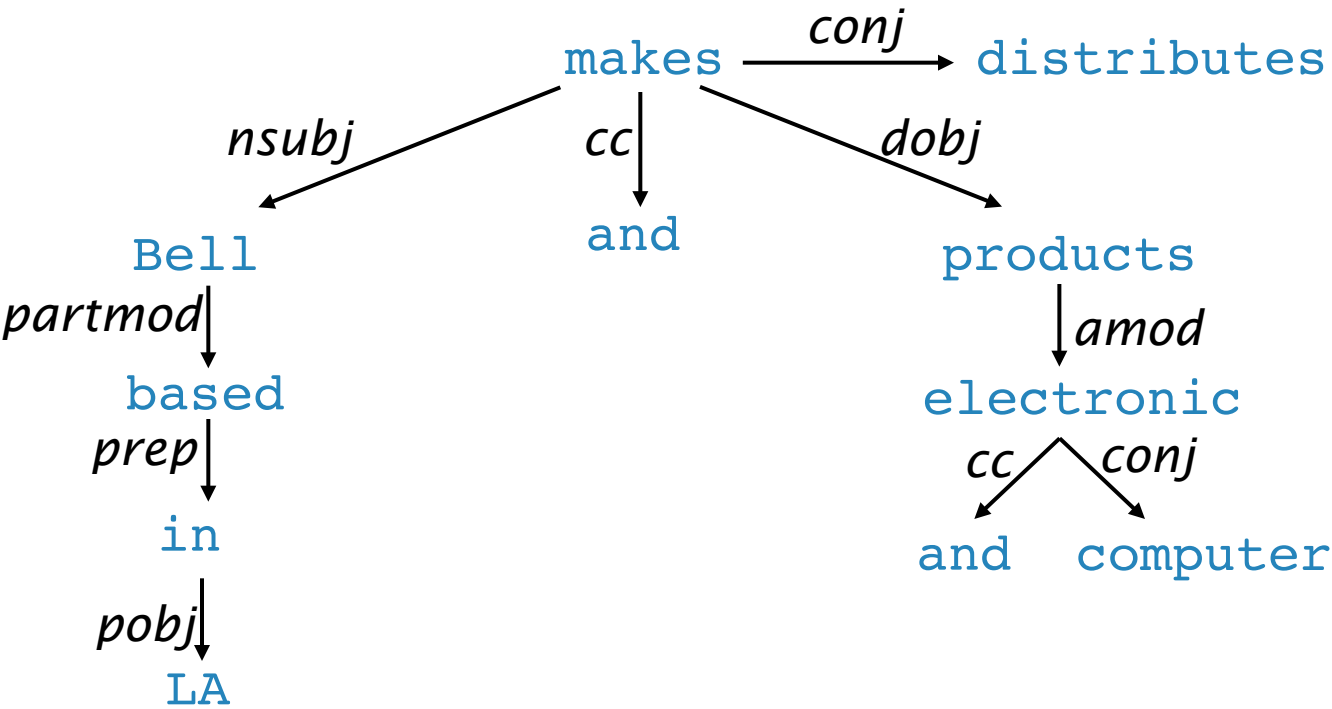 conj
makes distributes
nsubj cc dobj
Bell and products
partmod amod
based electronic
prep cc conj
in and computer
pobj
LA